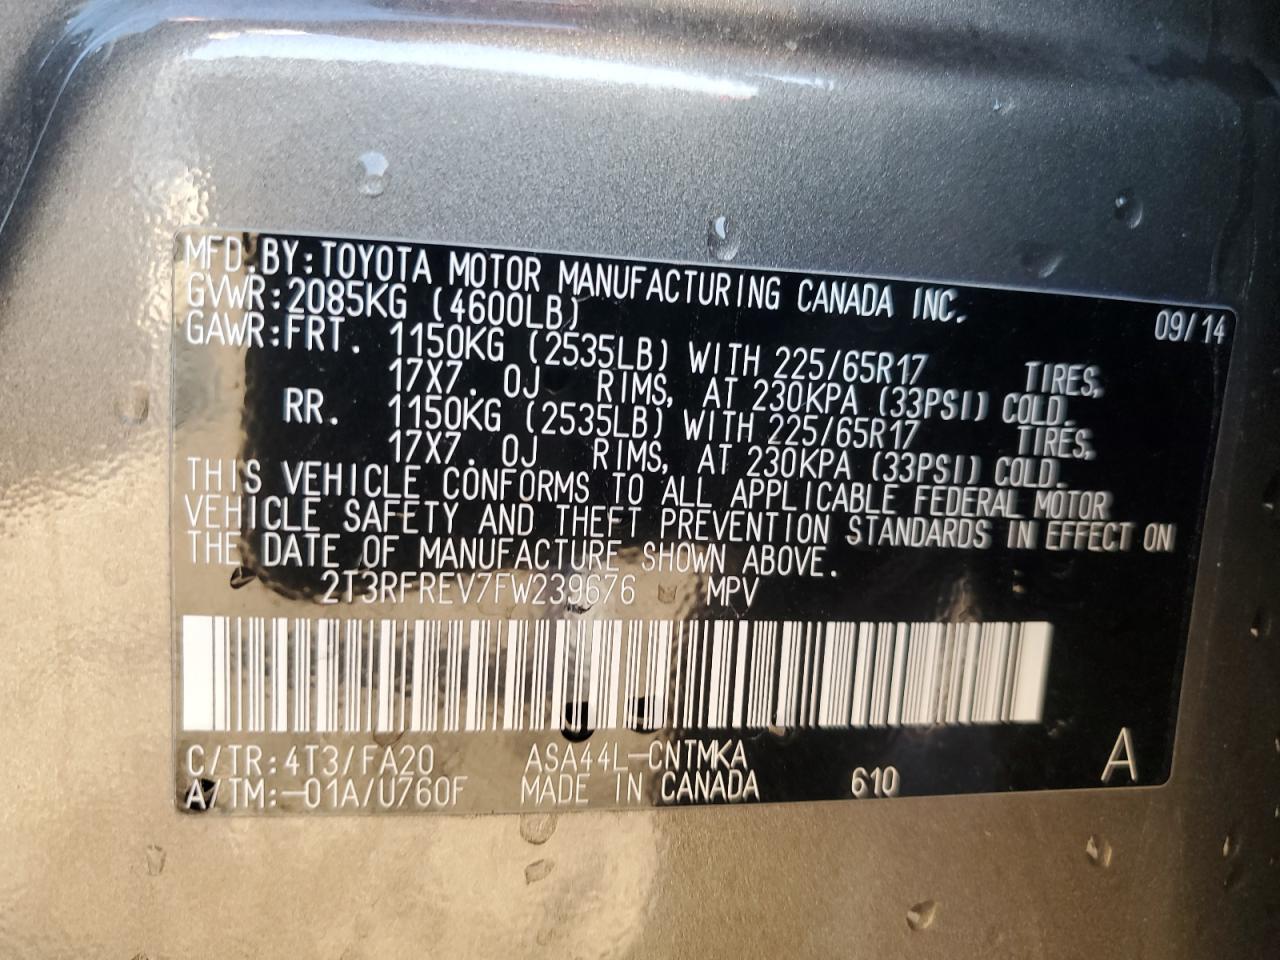 MFD.BY:TOYOTA MOTOR MANUFACTURING CANADA INC. 09/14
GVWR:2085KG (4600LB)
GAWR:FRT. 1150KG (2535LB) WITH 225/65R17 TIRES,
17X7.0J RIMS, AT 230KPA (33PSI) COLD.
RR. 1150KG (2535LB) WITH 225/65R17 TIRES,
17X7.0J RIMS, AT 230KPA (33PSI) COLD.
THIS VEHICLE CONFORMS TO ALL APPLICABLE FEDERAL MOTOR
VEHICLE SAFETY AND THEFT PREVENTION STANDARDS IN EFFECT ON
THE DATE OF MANUFACTURE SHOWN ABOVE.
2T3RFREV7FW239676 MPV
C/TR:4T3/FA20 ASA44L-CNTMKA A
A/TM:-01A/U760F MADE IN CANADA 610